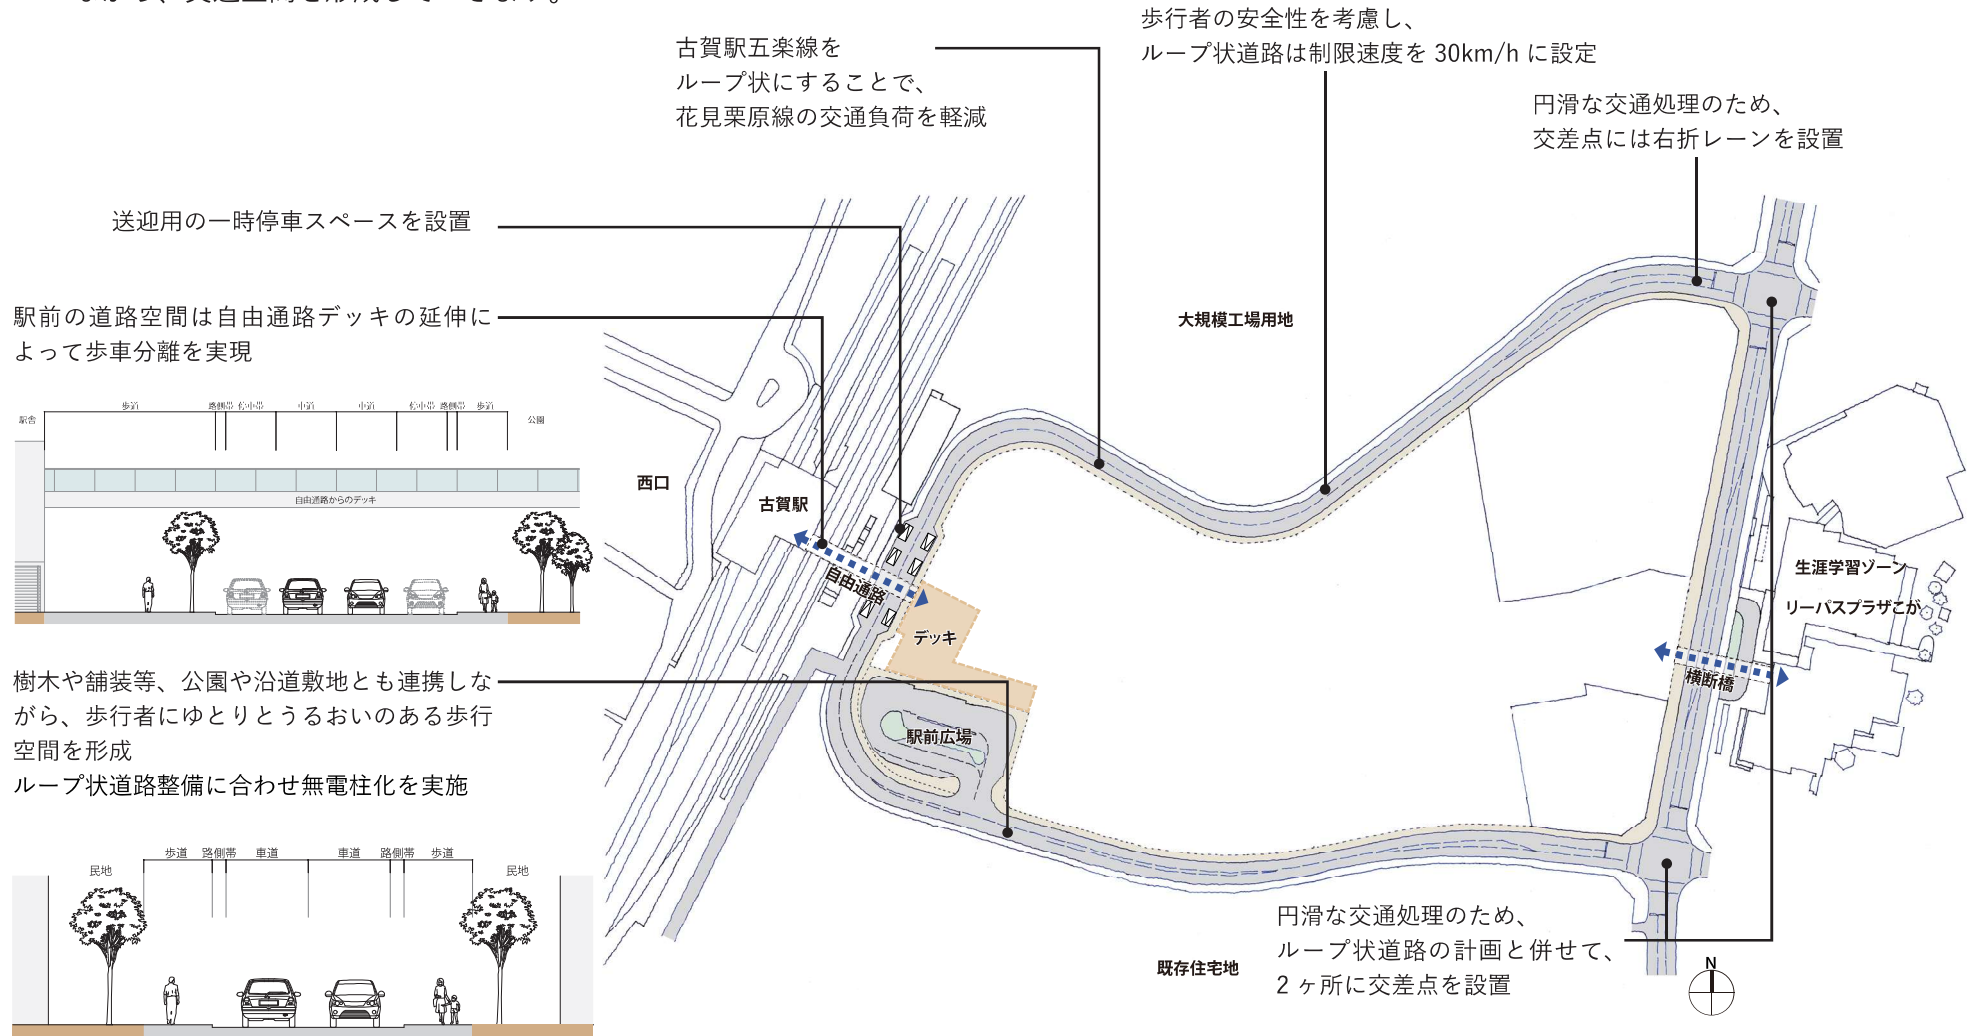 古賀駅五楽線を
ループ状にすることで、
花見栗原線の交通負荷を軽減
歩行者の安全性を考慮し、
ループ状道路は制限速度を 30km/h に設定
円滑な交通処理のため、
交差点には右折レーンを設置
送迎用の一時停車スペースを設置
駅前の道路空間は自由通路デッキの延伸に
よって歩車分離を実現
駅舎
歩道
路側帯
停車帯
車道
車道
停車帯
路側帯
歩道
公園
自由通路からのデッキ
樹木や舗装等、公園や沿道敷地とも連携しな
がら、歩行者にゆとりとうるおいのある歩行
空間を形成
ループ状道路整備に合わせ無電柱化を実施
民地
歩道
路側帯
車道
車道
路側帯
歩道
民地
大規模工場用地
西口
古賀駅
自由通路
デッキ
駅前広場
生涯学習ゾーン
リーパスプラザこが
横断橋
円滑な交通処理のため、
ループ状道路の計画と併せて、
2 ヶ所に交差点を設置
既存住宅地
N